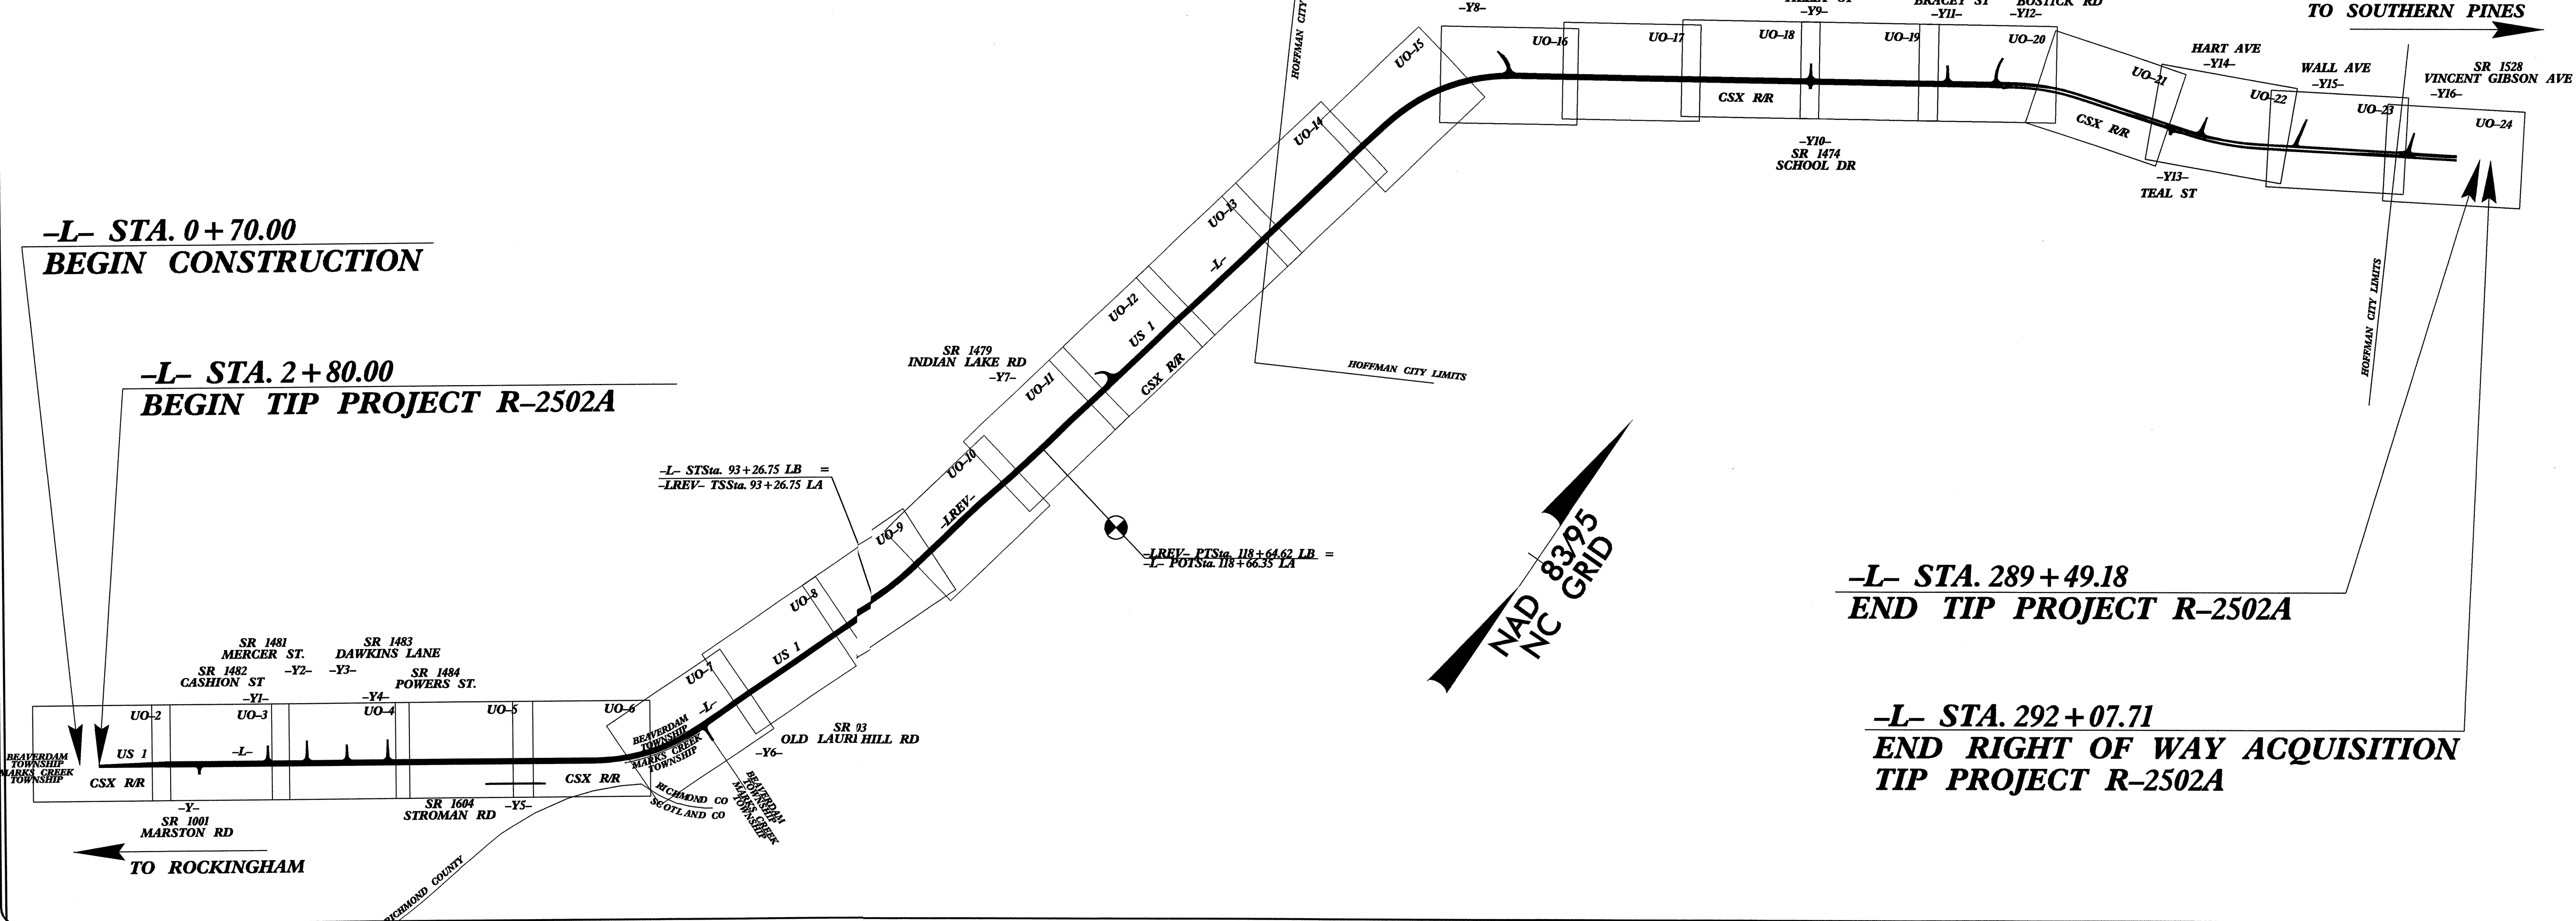 –Y8–
–Y9–
BRACEY ST
–Y11–
BOSTICK RD
–Y12–
TO SOUTHERN PINES
HOFFMAN CITY
UO–15
UO–16
UO–17
UO–18
UO–19
UO–20
UO–21
HART AVE
–Y14–
UO–22
WALL AVE
–Y15–
UO–23
SR 1528
VINCENT GIBSON AVE
–Y16–
UO–24
CSX R/R
CSX R/R
–Y10–
SR 1474
SCHOOL DR
–Y13–
TEAL ST
HOFFMAN CITY LIMITS
UO–14
UO–13
–L–
UO–12
US 1
CSX R/R
HOFFMAN CITY LIMITS
SR 1479
INDIAN LAKE RD
–Y7–
UO–11
UO–10
–LREV–
UO–9
–L– STA. 0+70.00
BEGIN CONSTRUCTION
–L– STA. 2+80.00
BEGIN TIP PROJECT R–2502A
–L– STSta. 93+26.75 LB =
–LREV– TSSta. 93+26.75 LA
–LREV– PTSta. 118+64.62 LB =
–L– POTSta. 118+66.35 LA
NAD 83/95
NC GRID
–L– STA. 289+49.18
END TIP PROJECT R–2502A
–L– STA. 292+07.71
END RIGHT OF WAY ACQUISITION
TIP PROJECT R–2502A
UO–8
US 1
UO–7
–L–
SR 1481
MERCER ST.
–Y2–
SR 1483
DAWKINS LANE
–Y3–
SR 1482
CASHION ST
–Y1–
SR 1484
POWERS ST.
–Y4–
UO–2
UO–3
UO–4
UO–5
UO–6
BEAVERDAM
TOWNSHIP
MARKS CREEK
TOWNSHIP
US 1
–L–
CSX R/R
CSX R/R
BEAVERDAM
TOWNSHIP
MARKS CREEK
TOWNSHIP
SR 03
OLD LAUR HILL RD
–Y6–
BEAVERDAM
TOWNSHIP
MARKS CREEK
TOWNSHIP
RICHMOND CO
SCOTLAND CO
–Y–
SR 1001
MARSTON RD
SR 1604
STROMAN RD
–Y5–
TO ROCKINGHAM
RICHMOND COUNTY